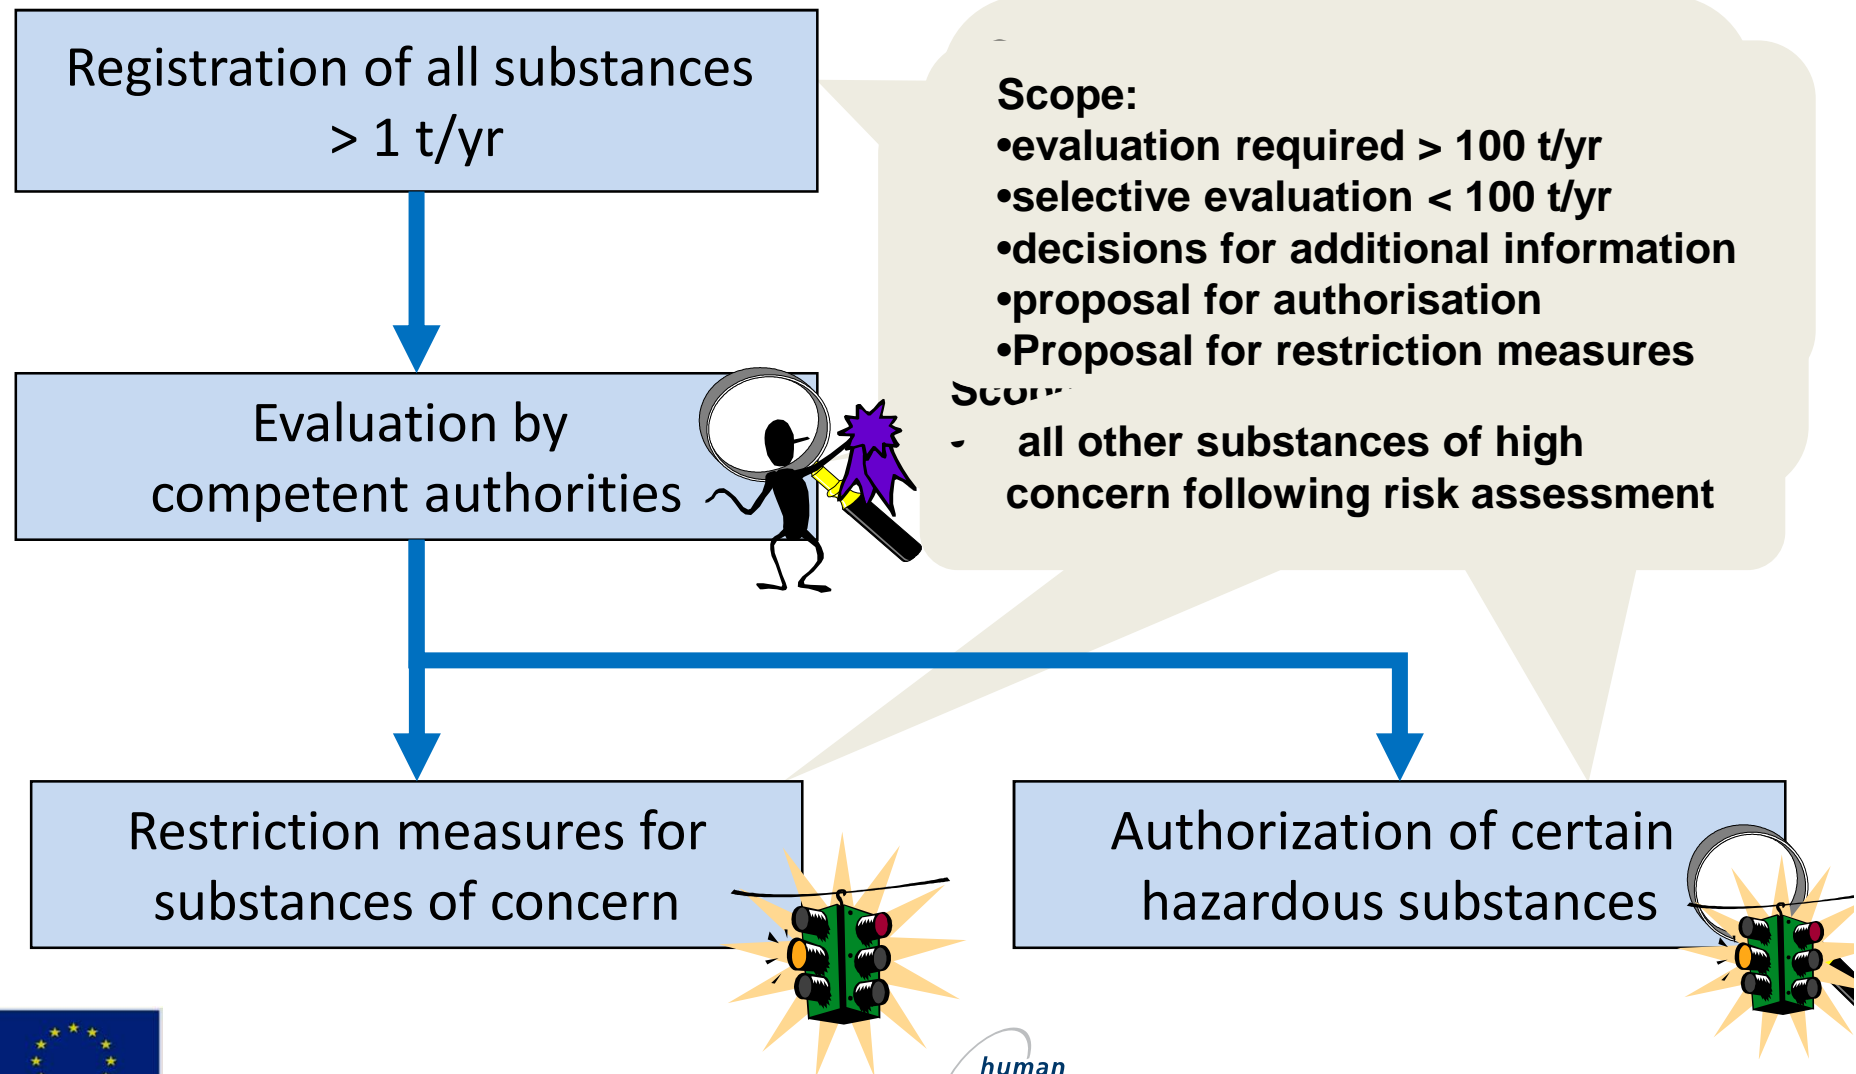 Registration of all substances
> 1 t/yr
Scope:
•evaluation required > 100 t/yr
•selective evaluation < 100 t/yr
•decisions for additional information
•proposal for authorisation
•Proposal for restriction measures
all other substances of high
concern following risk assessment
Evaluation by
competent authorities
Restriction measures for
substances of concern
Authorization of certain
hazardous substances
human